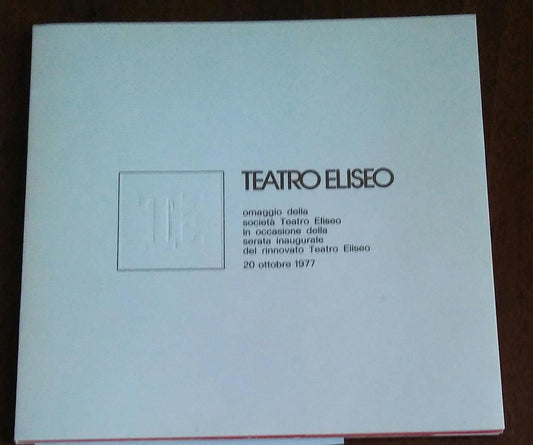 TE
TEATRO ELISEO
omaggio della
società Teatro Eliseo
in occasione della
serata inaugurale
del rinnovato Teatro Eliseo
20 ottobre 1977